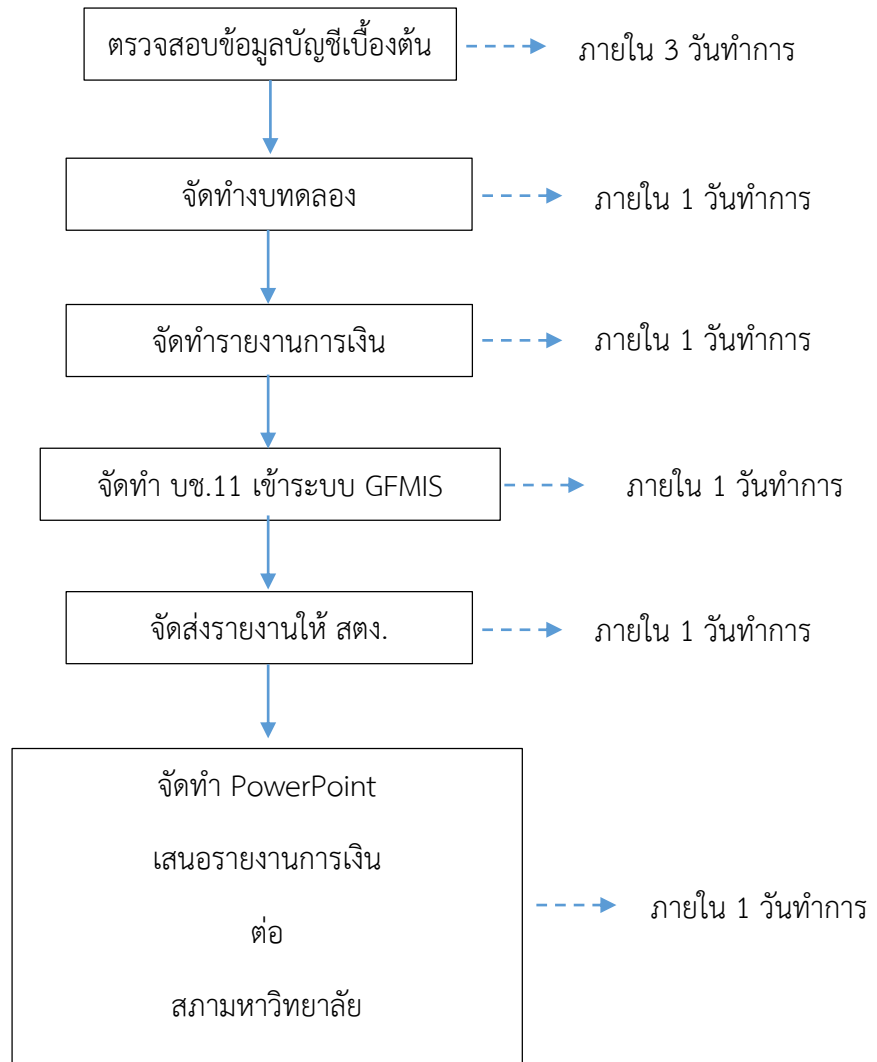 ตรวจสอบข้อมูลบัญชีเบื้องต้น
ภายใน 3 วันทำการ
จัดทำงบทดลอง
ภายใน 1 วันทำการ
จัดทำรายงานการเงิน
ภายใน 1 วันทำการ
จัดทำ บช.11 เข้าระบบ GFMIS
ภายใน 1 วันทำการ
จัดส่งรายงานให้ สตง.
ภายใน 1 วันทำการ
จัดทำ PowerPoint
เสนอรายงานการเงิน
ต่อ
สภามหาวิทยาลัย
ภายใน 1 วันทำการ